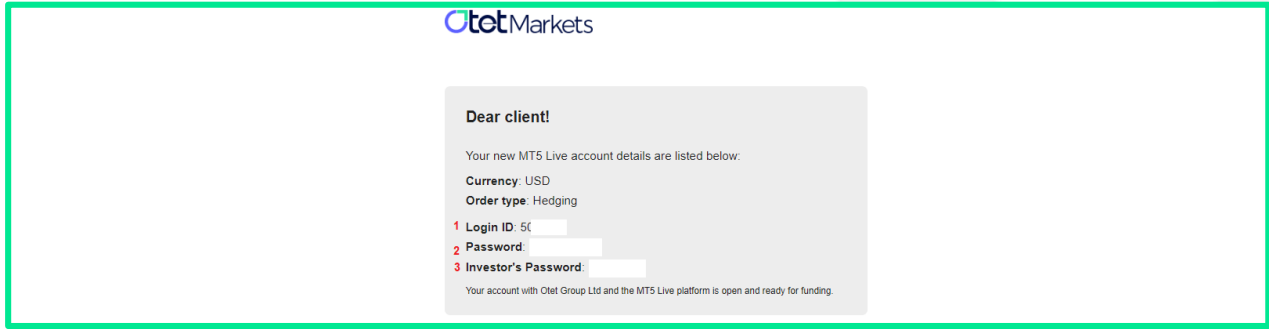 OtetMarkets
Dear client!
Your new MT5 Live account details are listed below:
Currency: USD
Order type: Hedging
1 Login ID: 50
2 Password:
3 Investor's Password:
Your account with Otet Group Ltd and the MT5 Live platform is open and ready for funding.